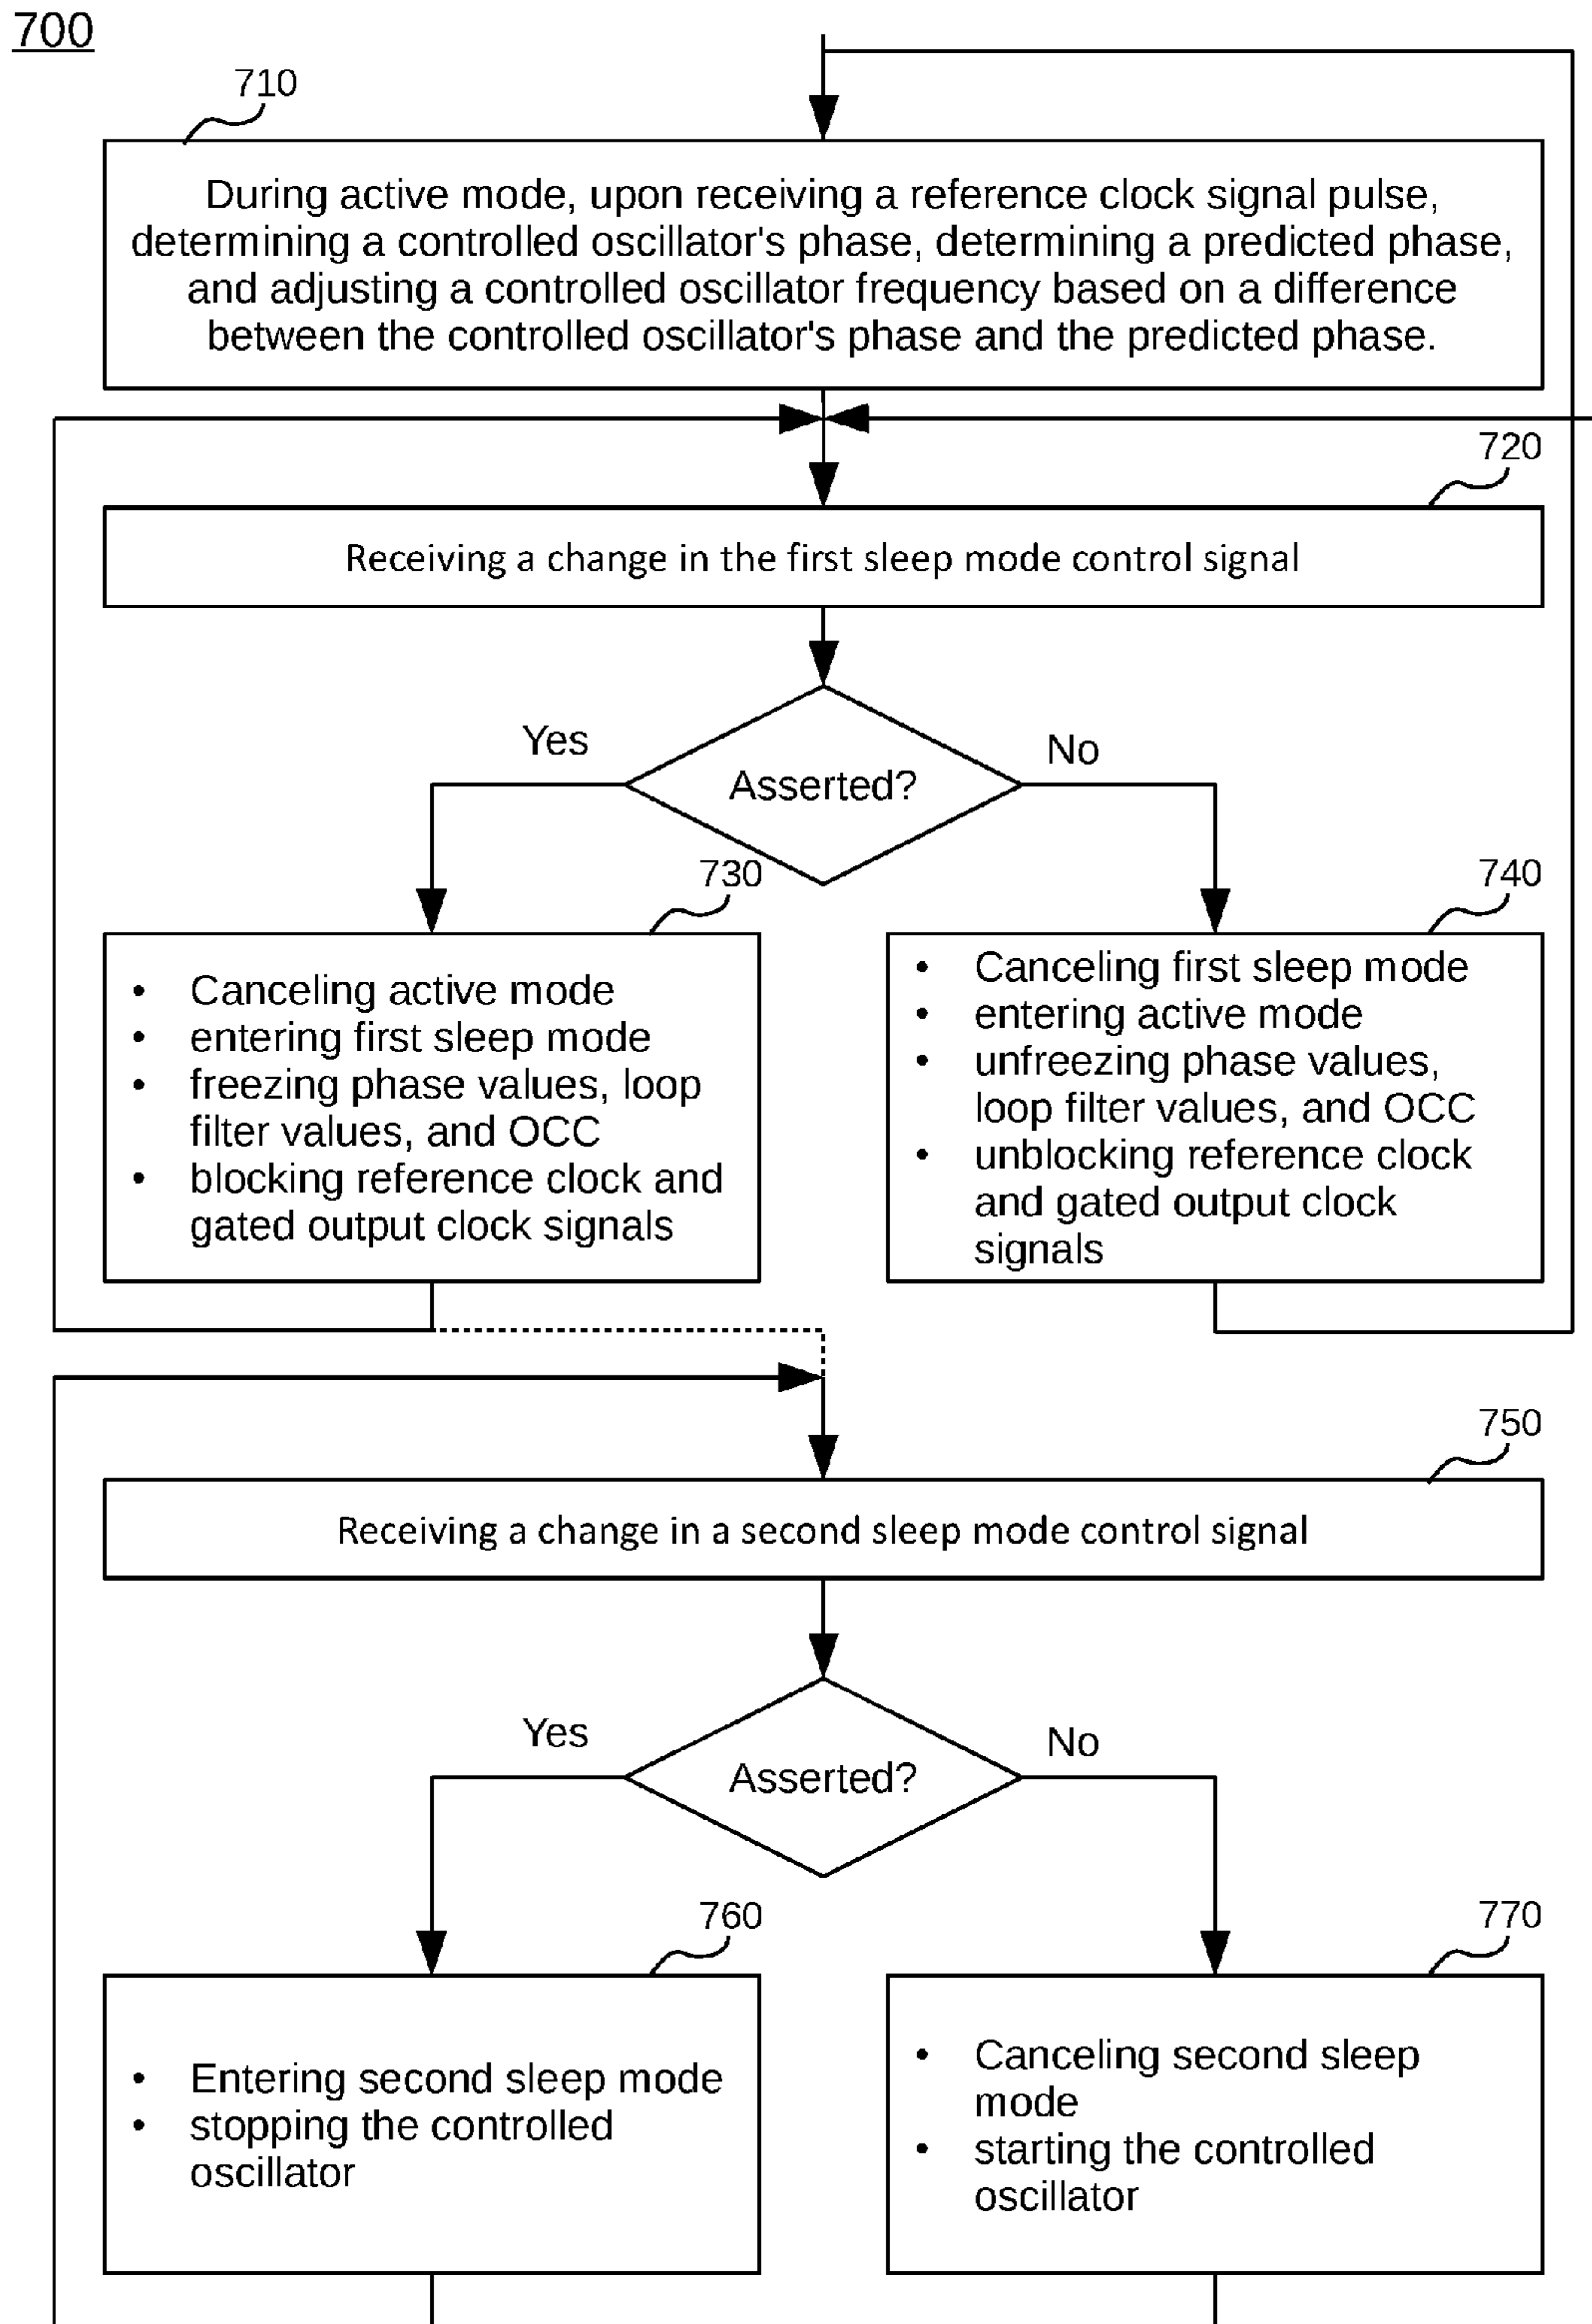 700
710
During active mode, upon receiving a reference clock signal pulse,
determining a controlled oscillator's phase, determining a predicted phase,
and adjusting a controlled oscillator frequency based on a difference
between the controlled oscillator's phase and the predicted phase.
720
Receiving a change in the first sleep mode control signal
Yes
No
Asserted?
730
• Canceling active mode
• entering first sleep mode
• freezing phase values, loop
filter values, and OCC
• blocking reference clock and
gated output clock signals
740
• Canceling first sleep mode
• entering active mode
• unfreezing phase values,
loop filter values, and OCC
• unblocking reference clock
and gated output clock
signals
750
Receiving a change in a second sleep mode control signal
Yes
No
Asserted?
760
• Entering second sleep mode
• stopping the controlled
oscillator
770
• Canceling second sleep
mode
• starting the controlled
oscillator